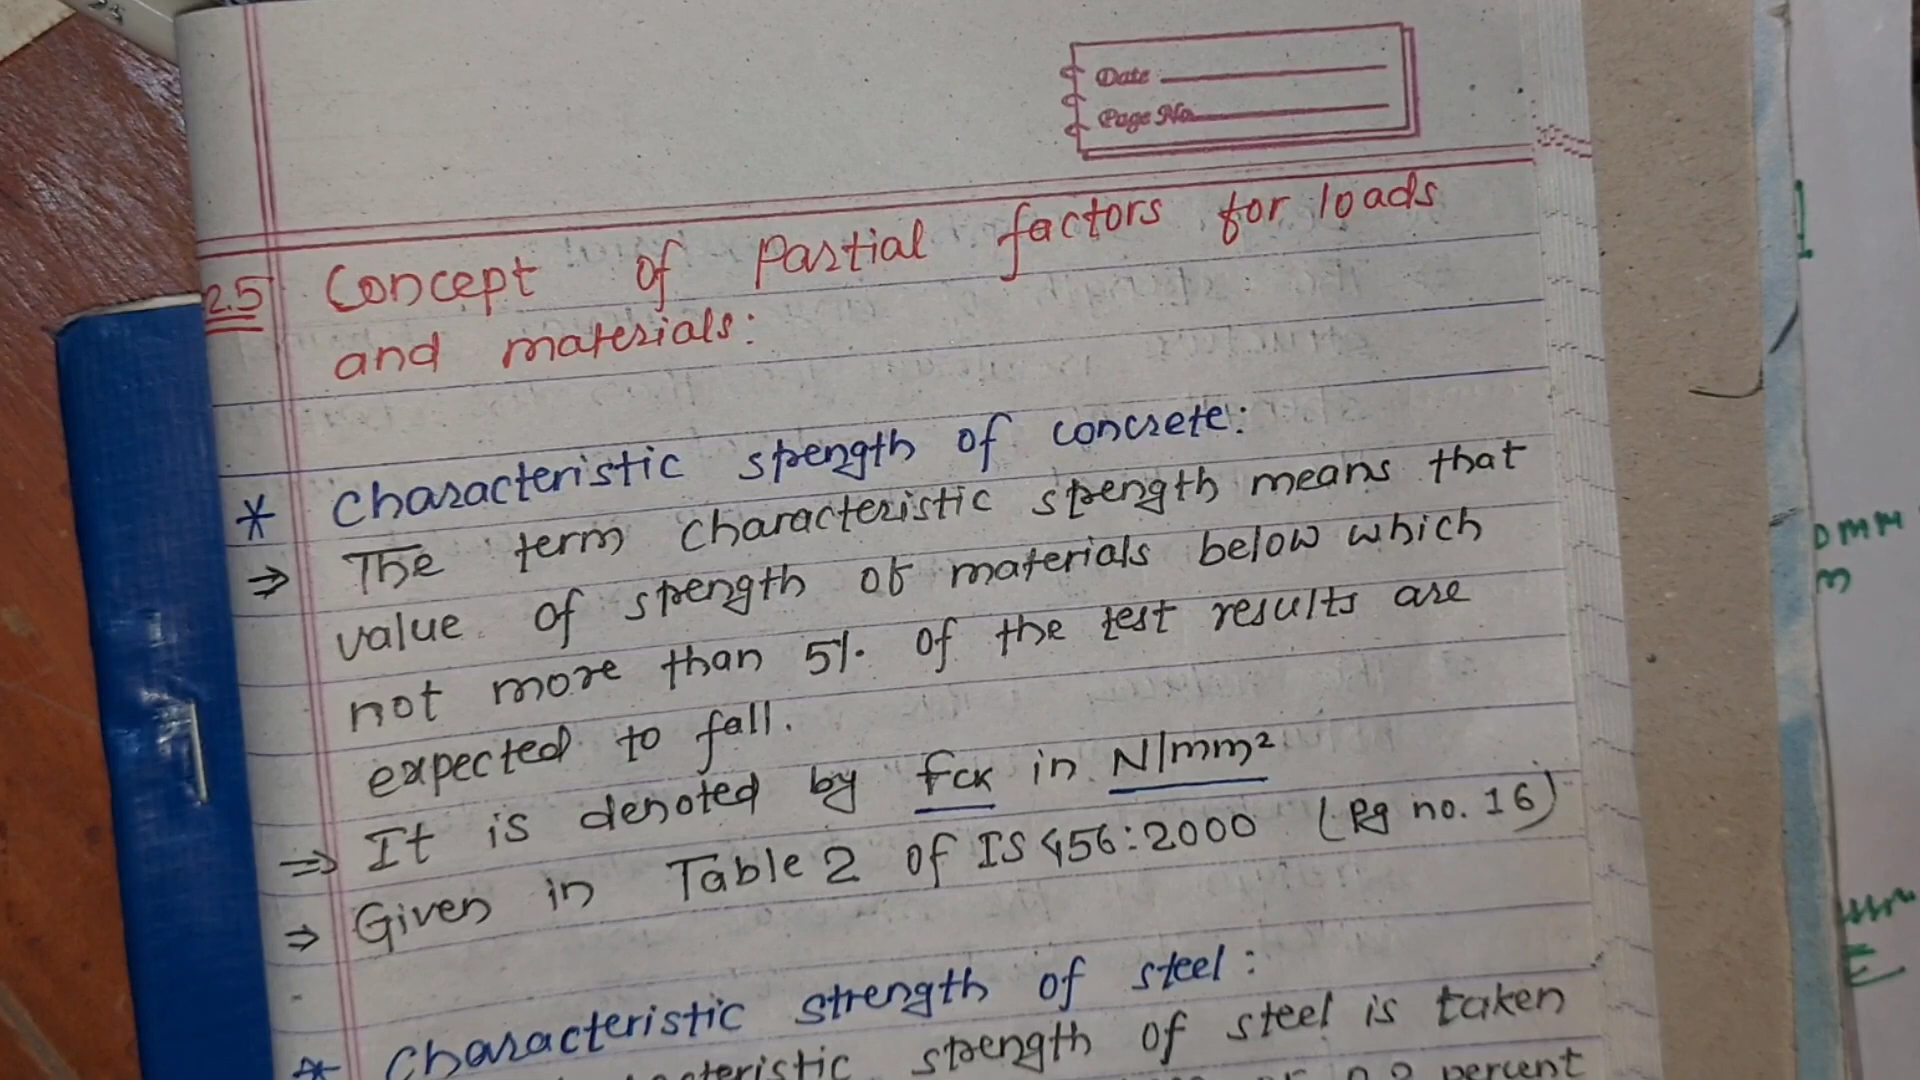 Date
Page No.
2.5 Concept of Partial factors for loads
and materials:
* Characteristic strength of concrete:
⇒ The term characteristic strength means that
value of strength of materials below which
not more than 5% of the test results are
expected to fall.
⇒ It is denoted by fck in N/mm²
⇒ Given in Table 2 of IS 456:2000 (Pg no. 16)
* Characteristic strength of steel:
strength of steel is taken
percent